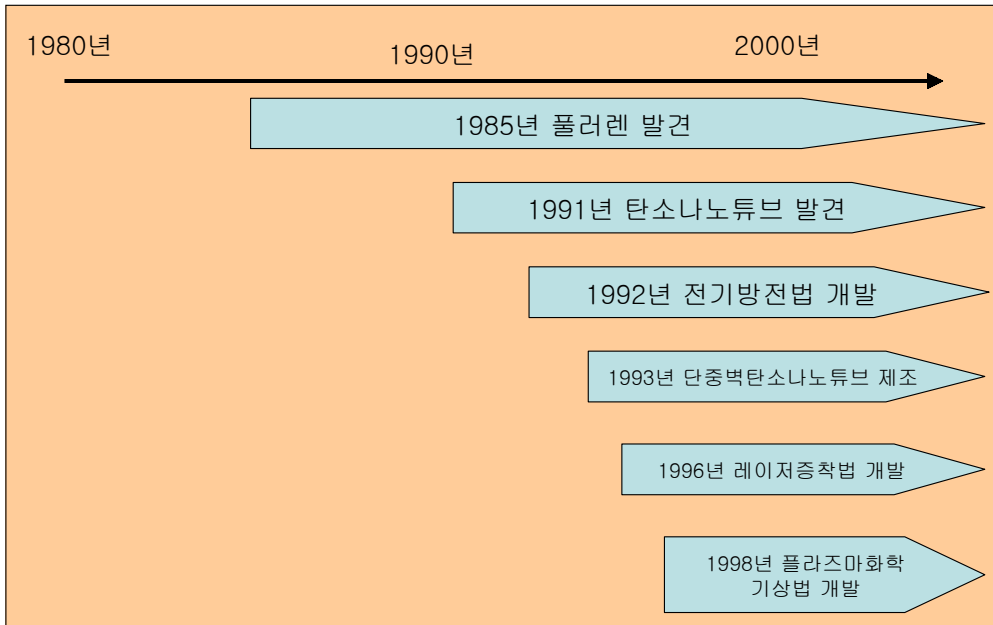 1980년
1990년
2000년
1985년 풀러렌 발견
1991년 탄소나노튜브 발견
1992년 전기방전법 개발
1993년 단중벽탄소나노튜브 제조
1996년 레이저증착법 개발
1998년 플라즈마화학
기상법 개발